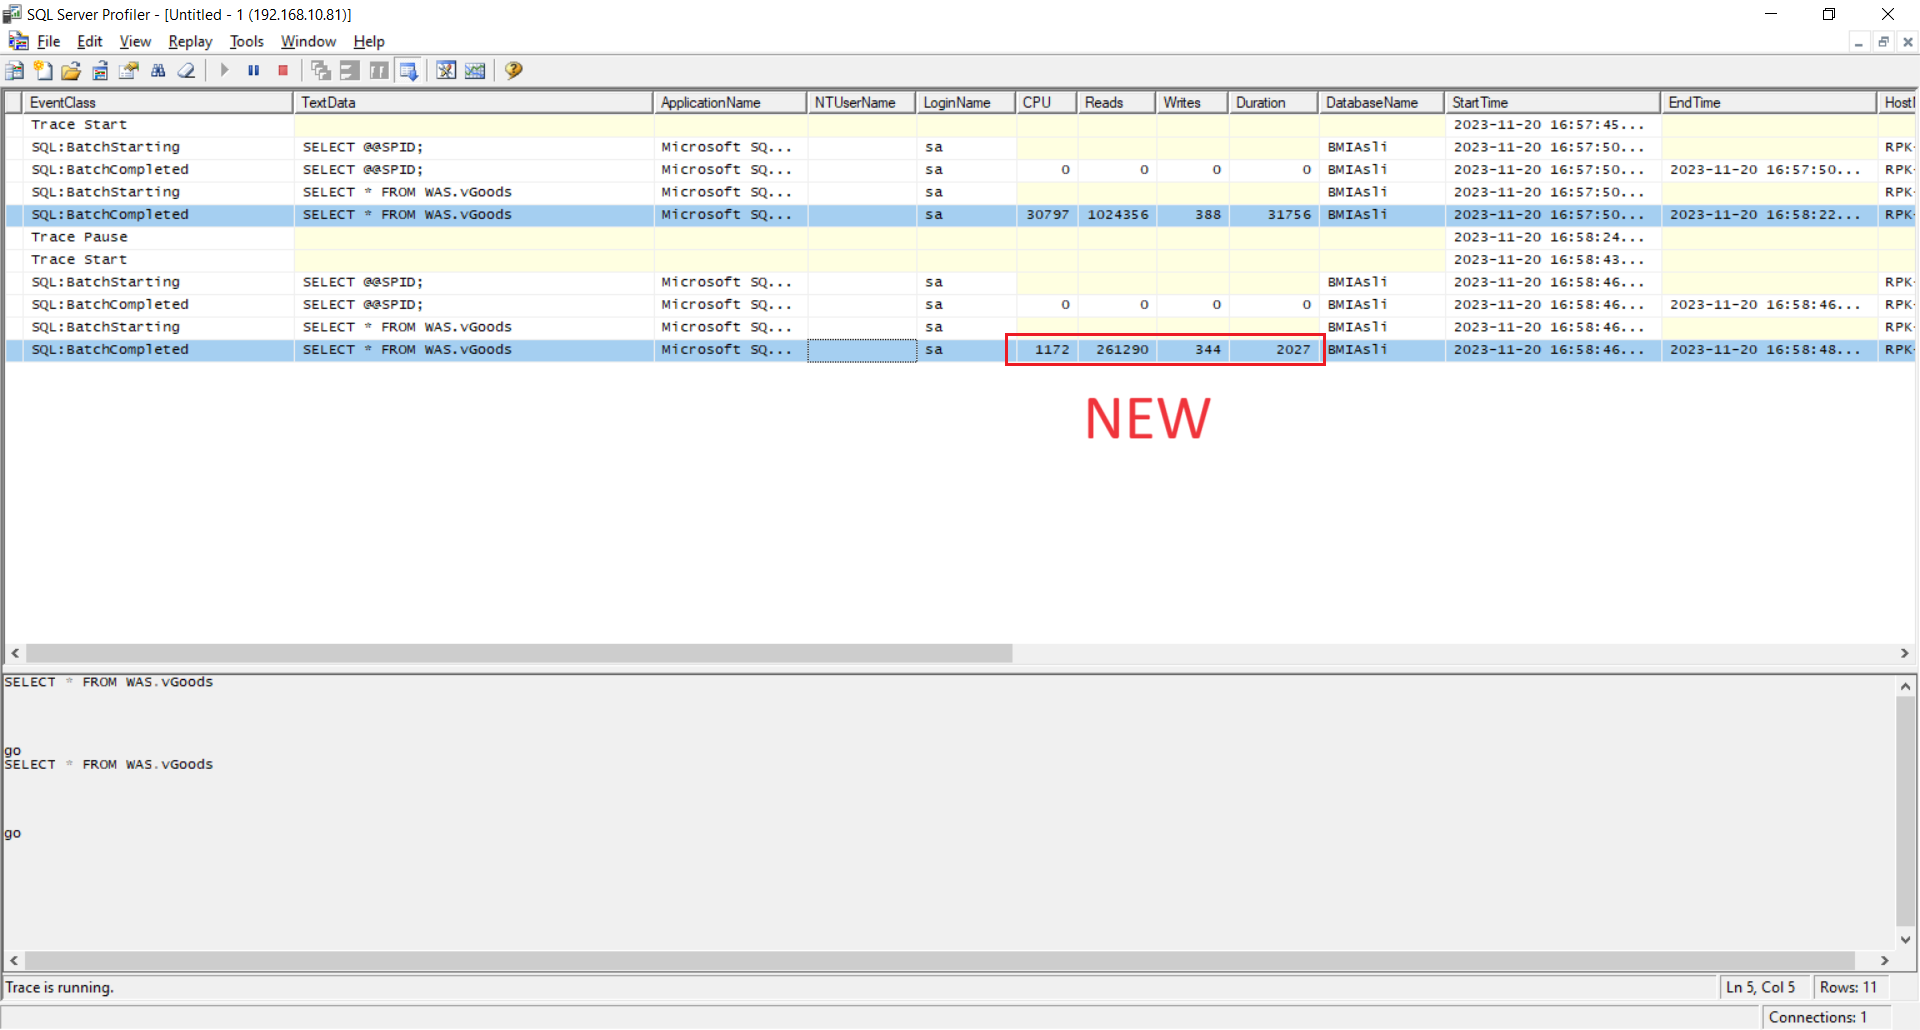 SQL Server Profiler - [Untitled - 1 (192.168.10.81)]
File Edit View Replay Tools Window Help
EventClass TextData ApplicationName NTUserName LoginName CPU Reads Writes Duration DatabaseName StartTime EndTime Host
Trace Start 2023-11-20 16:57:45...
SQL:BatchStarting SELECT @@SPID; Microsoft SQ... sa BMIAsli 2023-11-20 16:57:50... RPK-
SQL:BatchCompleted SELECT @@SPID; Microsoft SQ... sa 0 0 0 0 BMIAsli 2023-11-20 16:57:50... 2023-11-20 16:57:50... RPK-
SQL:BatchStarting SELECT * FROM WAS.vGoods Microsoft SQ... sa BMIAsli 2023-11-20 16:57:50... RPK-
SQL:BatchCompleted SELECT * FROM WAS.vGoods Microsoft SQ... sa 30797 1024356 388 31756 BMIAsli 2023-11-20 16:57:50... 2023-11-20 16:58:22... RPK-
Trace Pause 2023-11-20 16:58:24...
Trace Start 2023-11-20 16:58:43...
SQL:BatchStarting SELECT @@SPID; Microsoft SQ... sa BMIAsli 2023-11-20 16:58:46... RPK-
SQL:BatchCompleted SELECT @@SPID; Microsoft SQ... sa 0 0 0 0 BMIAsli 2023-11-20 16:58:46... 2023-11-20 16:58:46... RPK-
SQL:BatchStarting SELECT * FROM WAS.vGoods Microsoft SQ... sa BMIAsli 2023-11-20 16:58:46... RPK-
SQL:BatchCompleted SELECT * FROM WAS.vGoods Microsoft SQ... sa 1172 261290 344 2027 BMIAsli 2023-11-20 16:58:46... 2023-11-20 16:58:48... RPK-
NEW
SELECT * FROM WAS.vGoods
go
SELECT * FROM WAS.vGoods
go
Trace is running. Ln 5, Col 5 Rows: 11
Connections: 1